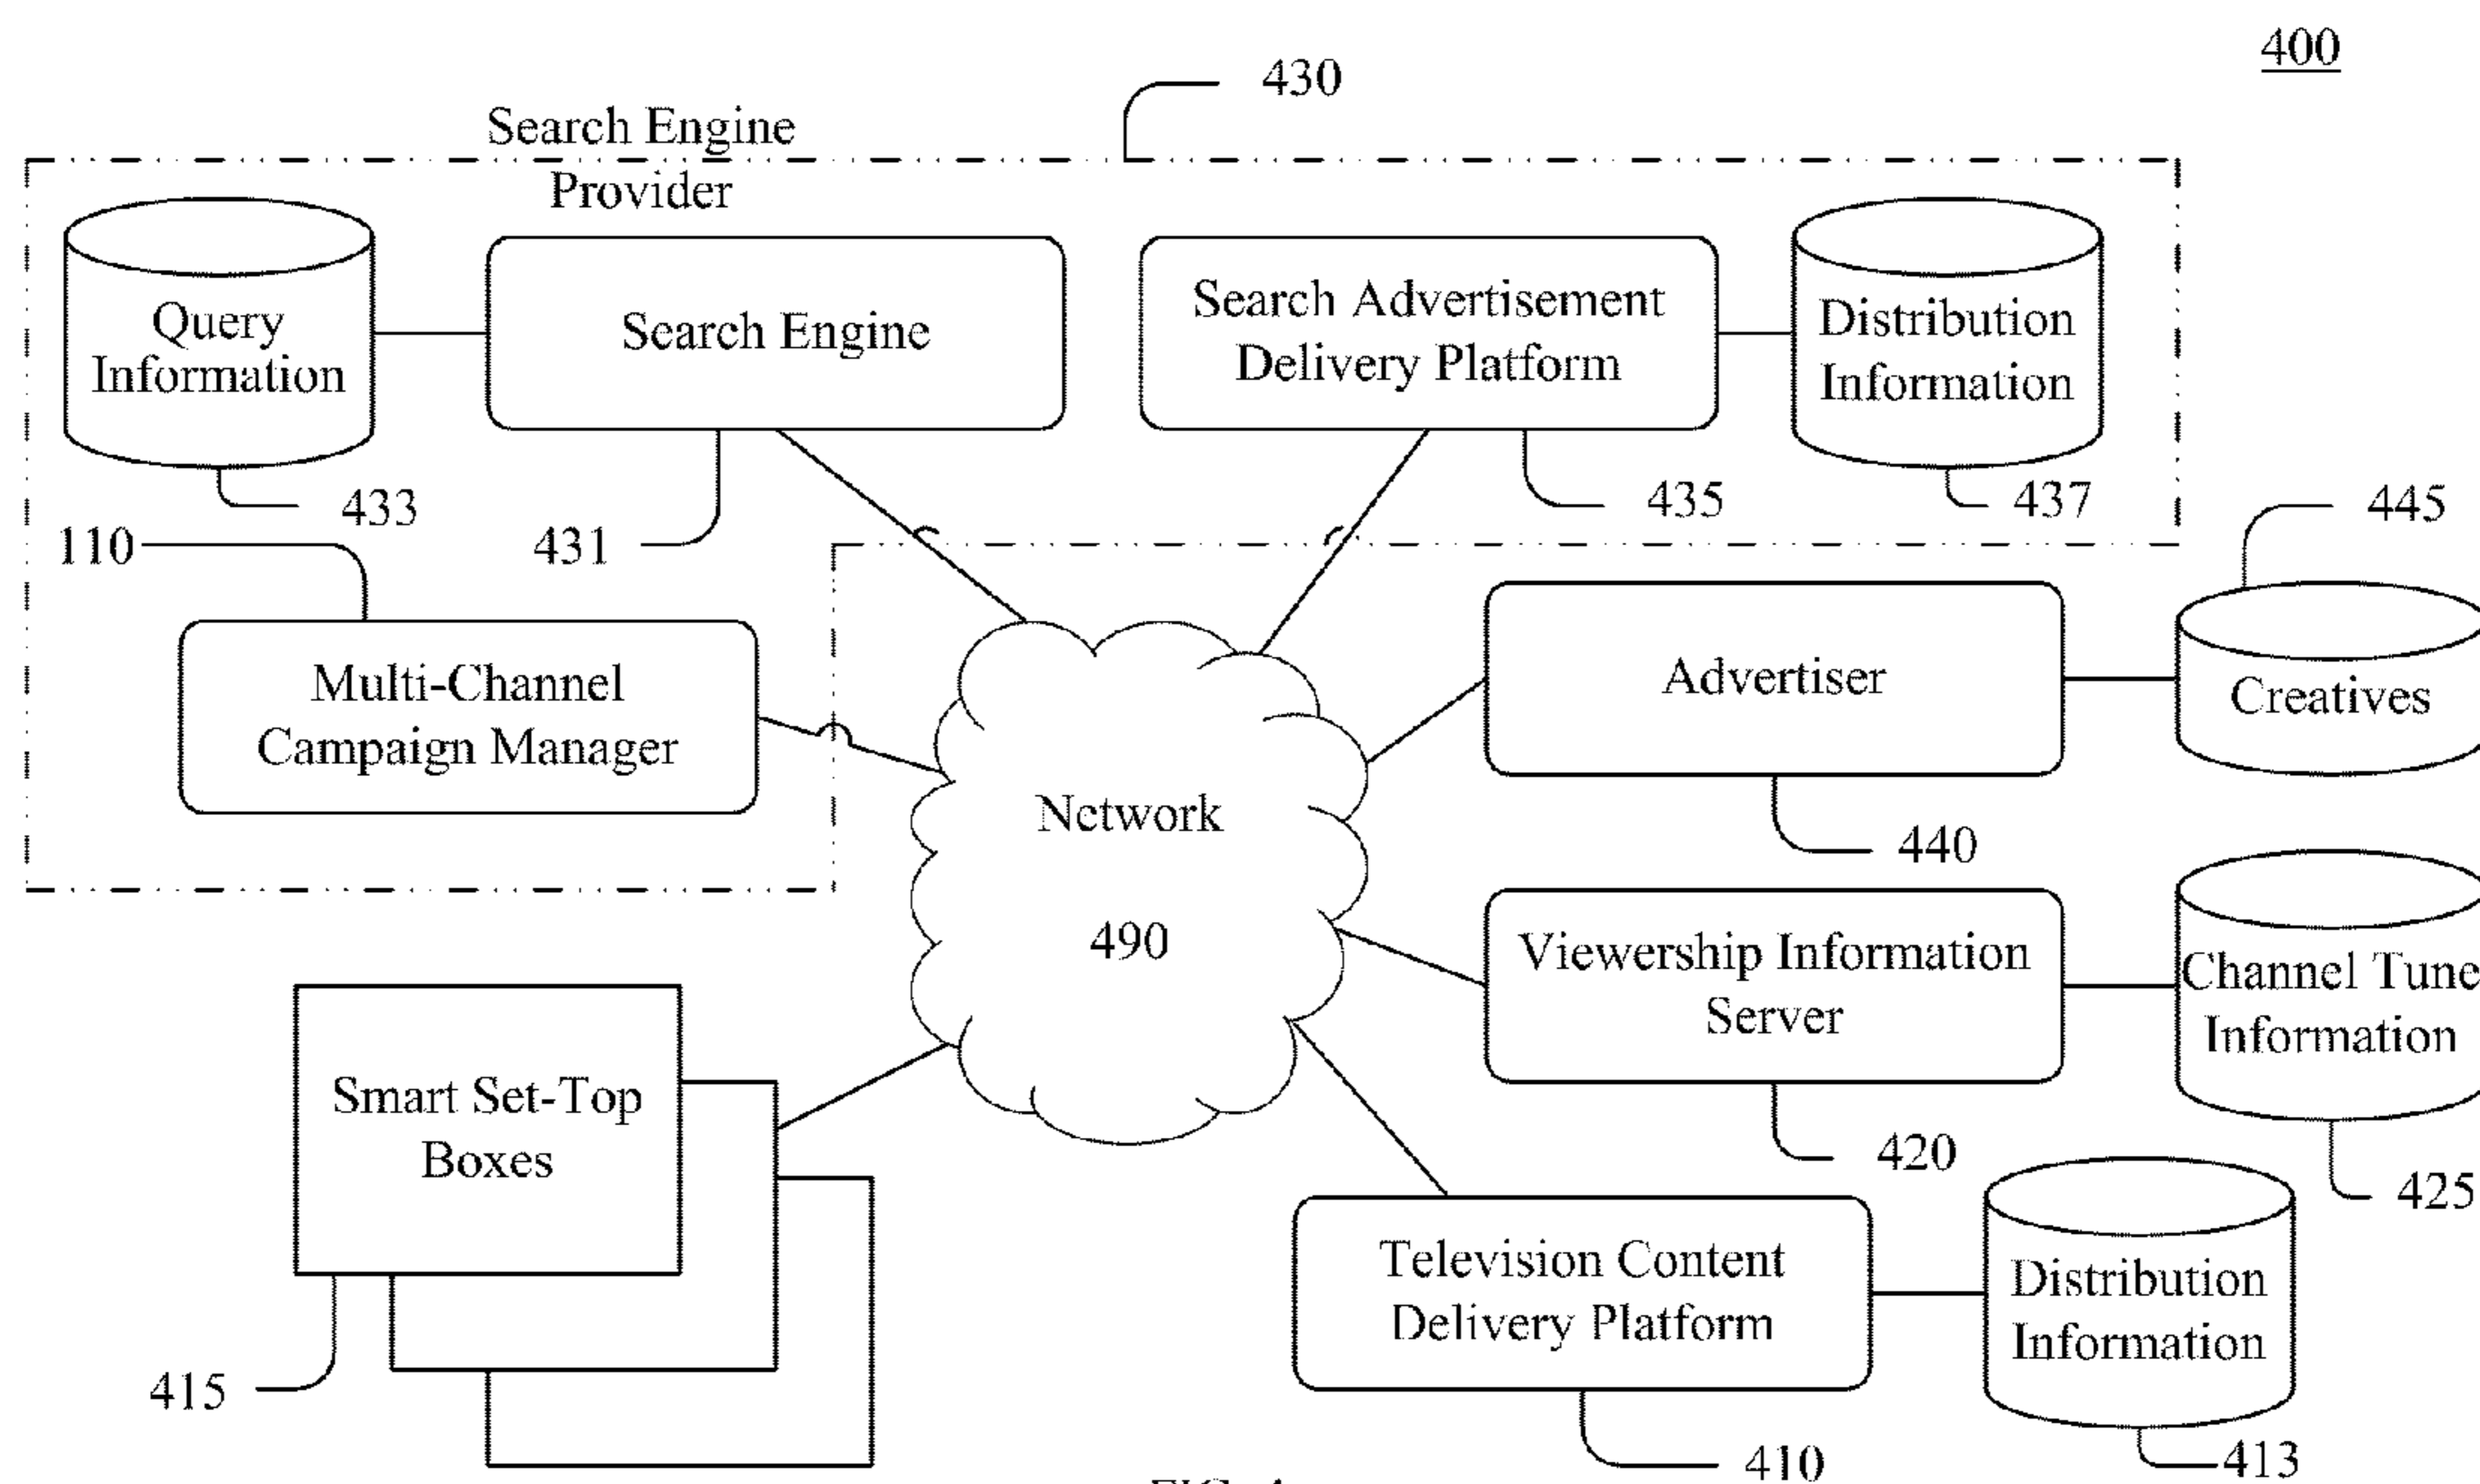 400
430
Search Engine
Provider
Query
Information
Search Engine
Search Advertisement
Delivery Platform
Distribution
Information
433
431
435
437
445
110
Multi-Channel
Campaign Manager
Advertiser
Creatives
Network
490
440
Viewership Information
Server
Channel Tune
Information
420
425
Smart Set-Top
Boxes
415
Television Content
Delivery Platform
Distribution
Information
410
413